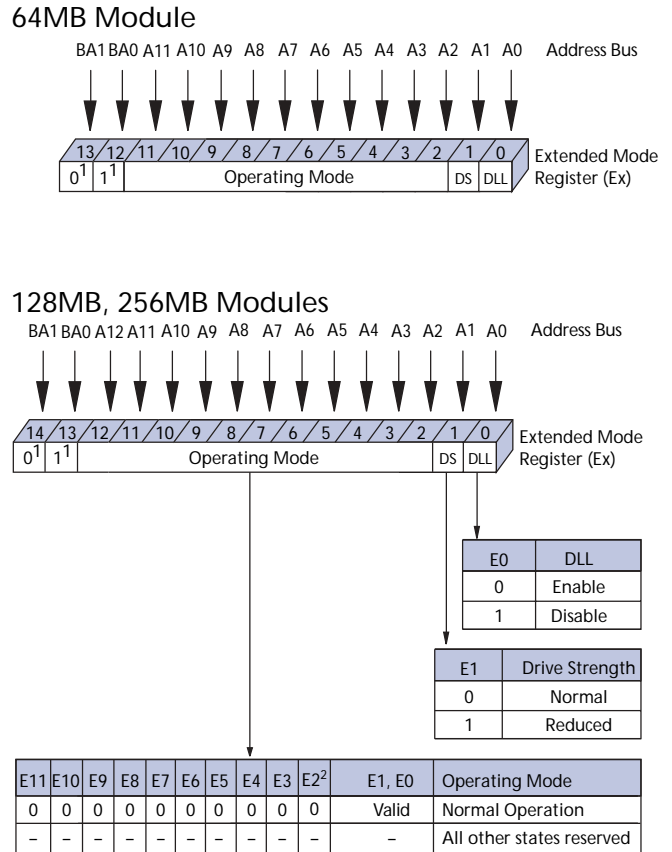 64MB Module
BA1 BA0 A11 A10 A9 A8 A7 A6 A5 A4 A3 A2 A1 A0 Address Bus
13 12 11 10 9 8 7 6 5 4 3 2 1 0 Extended Mode
0¹ 1¹ Operating Mode DS DLL Register (Ex)
128MB, 256MB Modules
BA1 BA0 A12 A11 A10 A9 A8 A7 A6 A5 A4 A3 A2 A1 A0 Address Bus
14 13 12 11 10 9 8 7 6 5 4 3 2 1 0 Extended Mode
0¹ 1¹ Operating Mode DS DLL Register (Ex)
E0 DLL
0 Enable
1 Disable
E1 Drive Strength
0 Normal
1 Reduced
E11 E10 E9 E8 E7 E6 E5 E4 E3 E2² E1, E0 Operating Mode
0 0 0 0 0 0 0 0 0 0 Valid Normal Operation
– – – – – – – – – – – All other states reserved